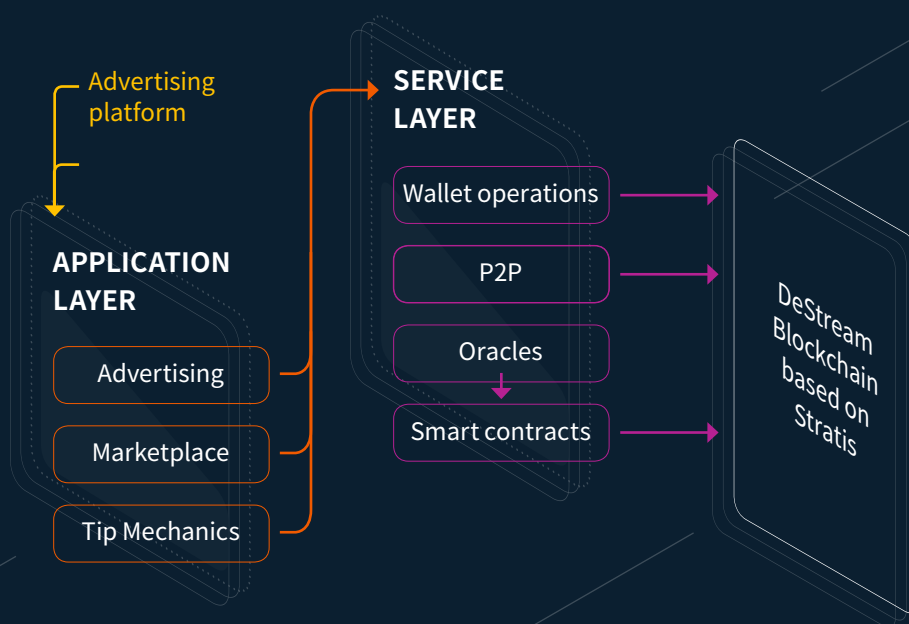 Advertising
platform
APPLICATION
LAYER
Advertising
Marketplace
Tip Mechanics
SERVICE
LAYER
Wallet operations
P2P
Oracles
Smart contracts
DeStream
Blockchain
based on
Stratis